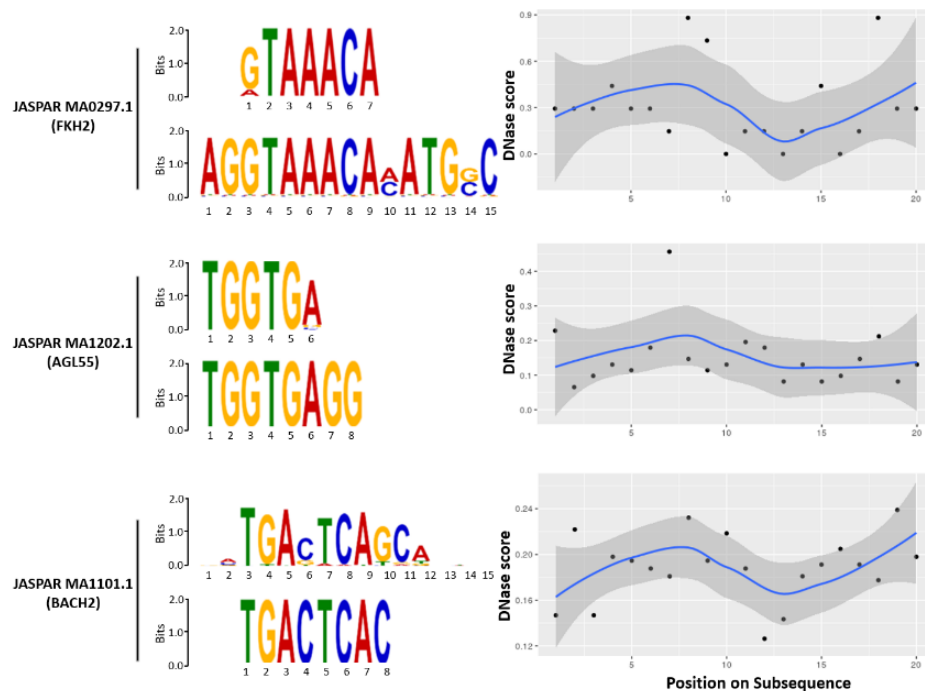 JASPAR MA0297.1
(FKH2)
Bits
2.0
1.0
0.0
GTAAACA
A
1 2 3 4 5 6 7
Bits
2.0
1.0
0.0
AGGTAAACAAATGGC
C C
1 2 3 4 5 6 7 8 9 10 11 12 13 14 15
DNase score
0.9
0.6
0.3
0.0
5 10 15 20
JASPAR MA1202.1
(AGL55)
Bits
2.0
1.0
0.0
TGGTGA
1 2 3 4 5 6
Bits
2.0
1.0
0.0
TGGTGAGG
1 2 3 4 5 6 7 8
DNase score
0.4
0.3
0.2
0.1
0.0
5 10 15 20
JASPAR MA1101.1
(BACH2)
Bits
2.0
1.0
0.0
TGACTCAGCA
1 2 3 4 5 6 7 8 9 10 11 12 13 14 15
Bits
2.0
1.0
0.0
TGACTCAC
1 2 3 4 5 6 7 8
DNase score
0.24
0.20
0.16
0.12
5 10 15 20
Position on Subsequence